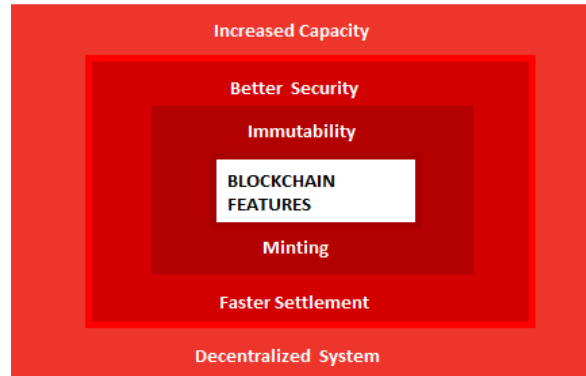 Increased Capacity
Better Security
Immutability
BLOCKCHAIN
FEATURES
Minting
Faster Settlement
Decentralized System